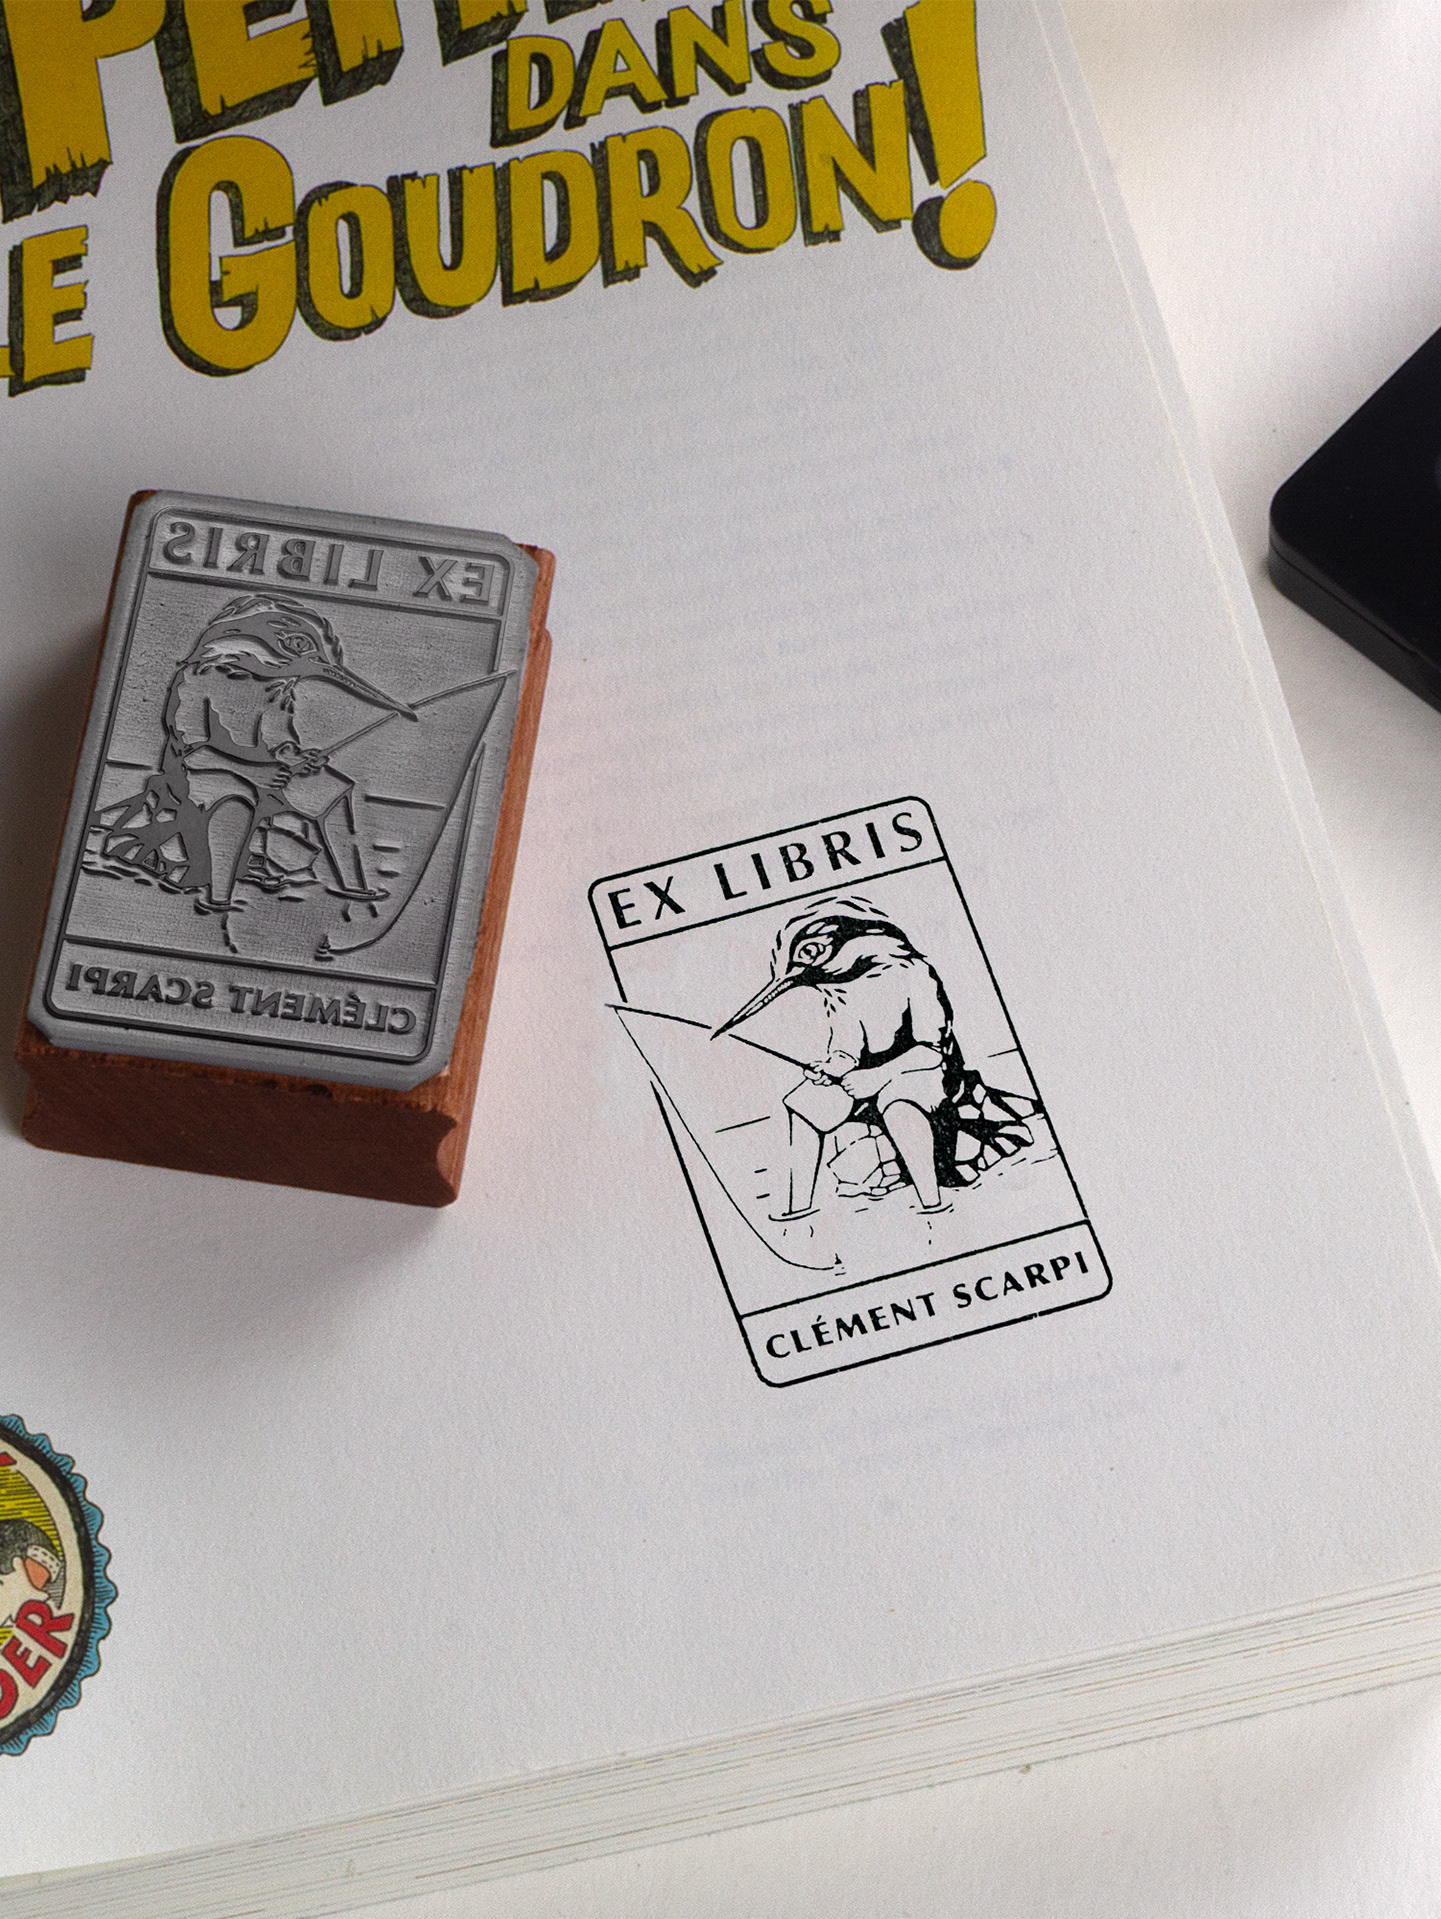 DANS
LE GOUDRON!
EX LIBRIS
CLÉMENT SCARPI
EX LIBRIS
CLÉMENT SCARPI